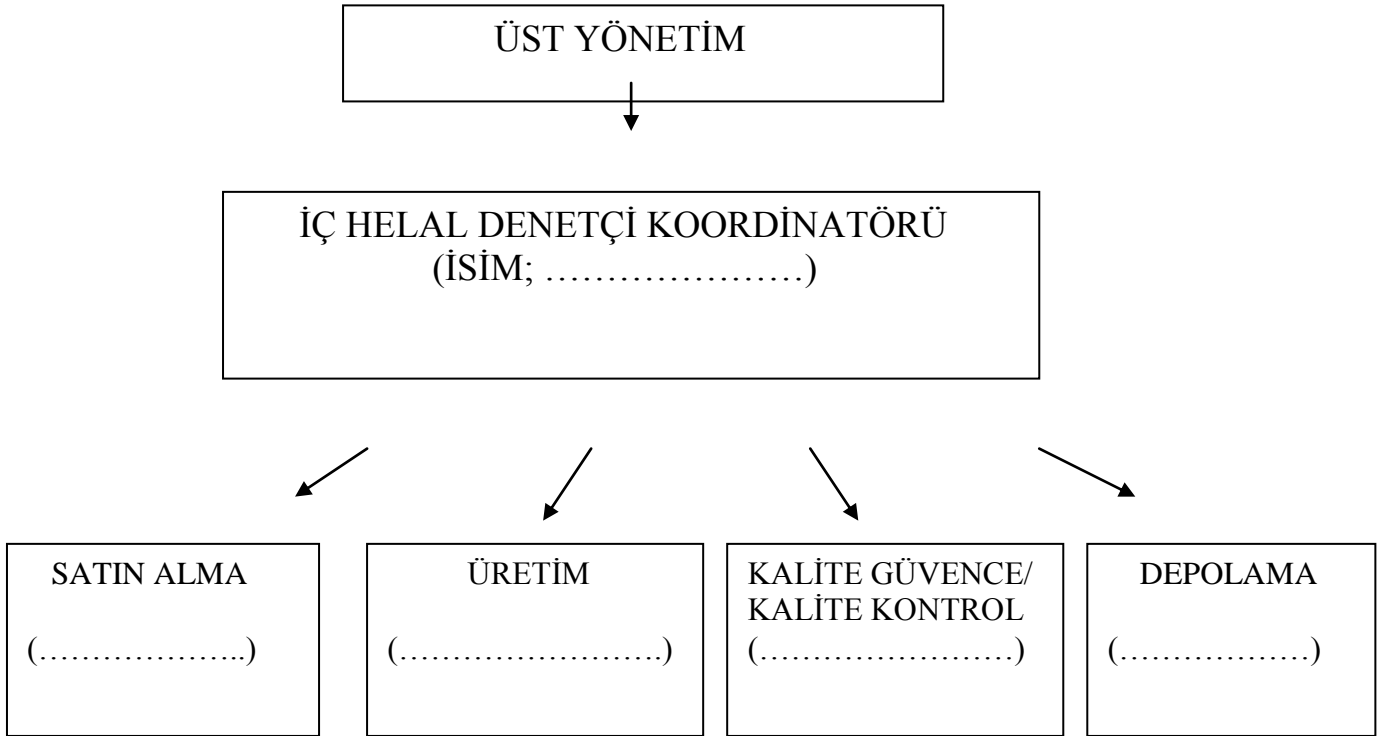 ÜST YÖNETİM
İÇ HELAL DENETÇİ KOORDİNATÖRÜ
(İSİM; …………………)
SATIN ALMA
(………………..)
ÜRETİM
(…………………….)
KALİTE GÜVENCE/
KALİTE KONTROL
(……………………)
DEPOLAMA
(………………)